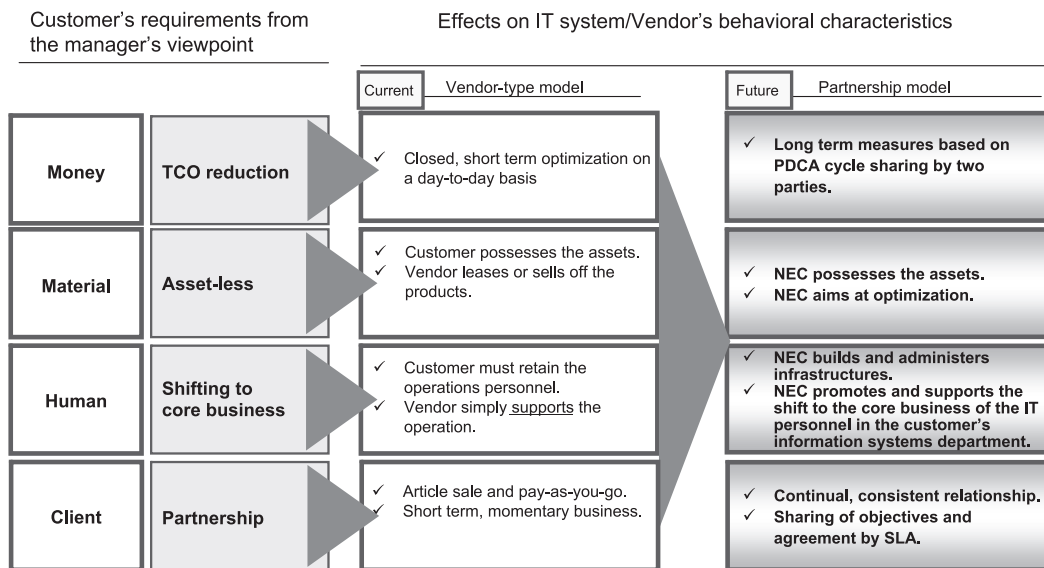 Customer's requirements from
the manager's viewpoint
Effects on IT system/Vendor's behavioral characteristics
Current
Vendor-type model
Future
Partnership model
Money
TCO reduction
✓ Closed, short term optimization on
a day-to-day basis
✓ Long term measures based on
PDCA cycle sharing by two
parties.
Material
Asset-less
✓ Customer possesses the assets.
✓ Vendor leases or sells off the
products.
✓ NEC possesses the assets.
✓ NEC aims at optimization.
Human
Shifting to
core business
✓ Customer must retain the
operations personnel.
✓ Vendor simply supports the
operation.
✓ NEC builds and administers
infrastructures.
✓ NEC promotes and supports the
shift to the core business of the IT
personnel in the customer's
information systems department.
Client
Partnership
✓ Article sale and pay-as-you-go.
✓ Short term, momentary business.
✓ Continual, consistent relationship.
✓ Sharing of objectives and
agreement by SLA.